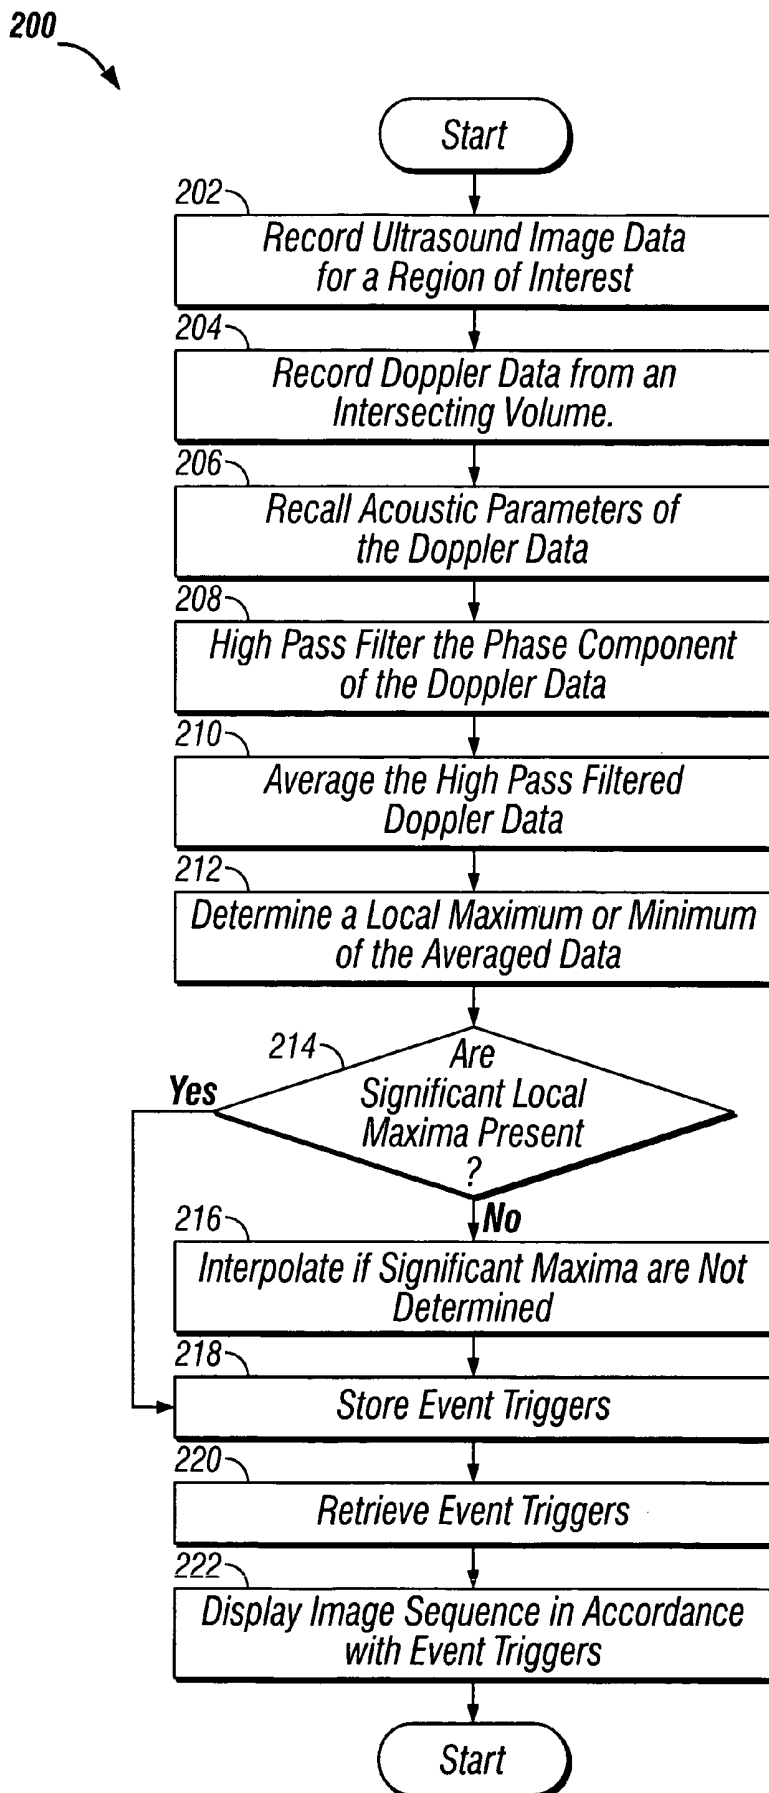 200
Start
202
Record Ultrasound Image Data
for a Region of Interest
204
Record Doppler Data from an
Intersecting Volume.
206
Recall Acoustic Parameters of
the Doppler Data
208
High Pass Filter the Phase Component
of the Doppler Data
210
Average the High Pass Filtered
Doppler Data
212
Determine a Local Maximum or Minimum
of the Averaged Data
214
Are
Significant Local
Maxima Present
?
Yes
No
216
Interpolate if Significant Maxima are Not
Determined
218
Store Event Triggers
220
Retrieve Event Triggers
222
Display Image Sequence in Accordance
with Event Triggers
Start